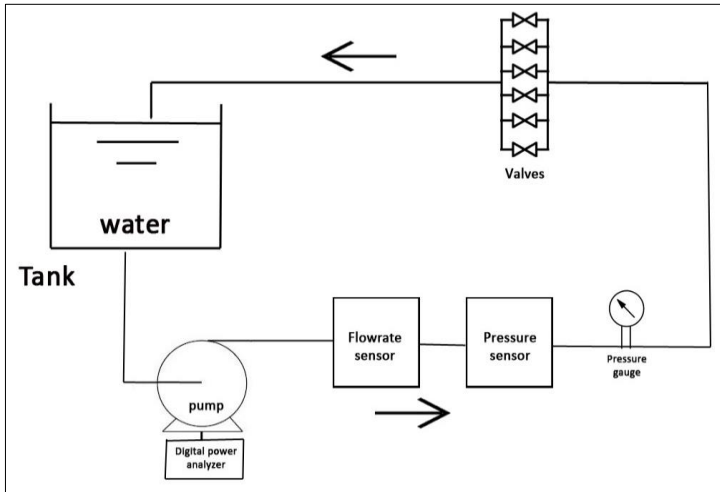 Valves
water
Tank
Flowrate
sensor
Pressure
sensor
Pressure
gauge
pump
Digital power
analyzer